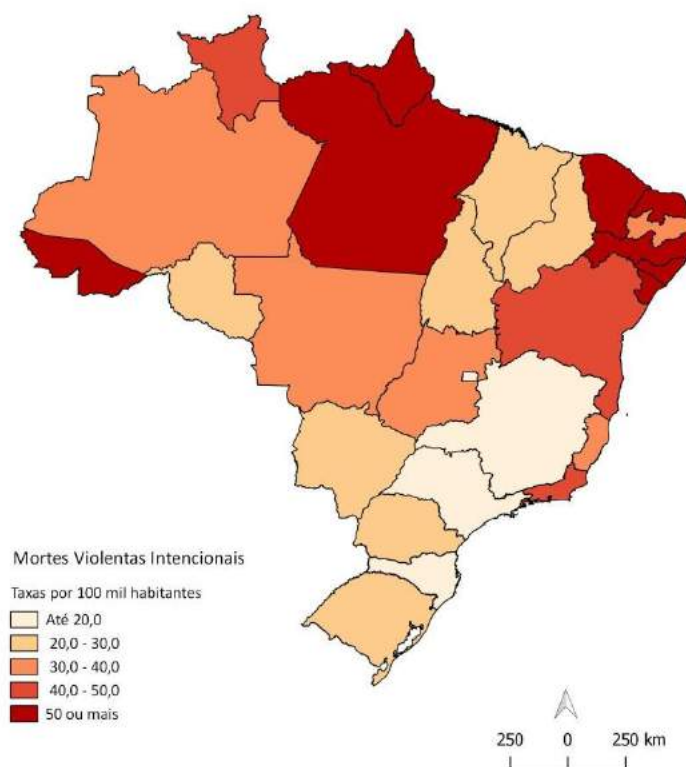 Mortes Violentas Intencionais
Taxas por 100 mil habitantes
Até 20,0
20,0 - 30,0
30,0 - 40,0
40,0 - 50,0
50 ou mais
250 0 250 km